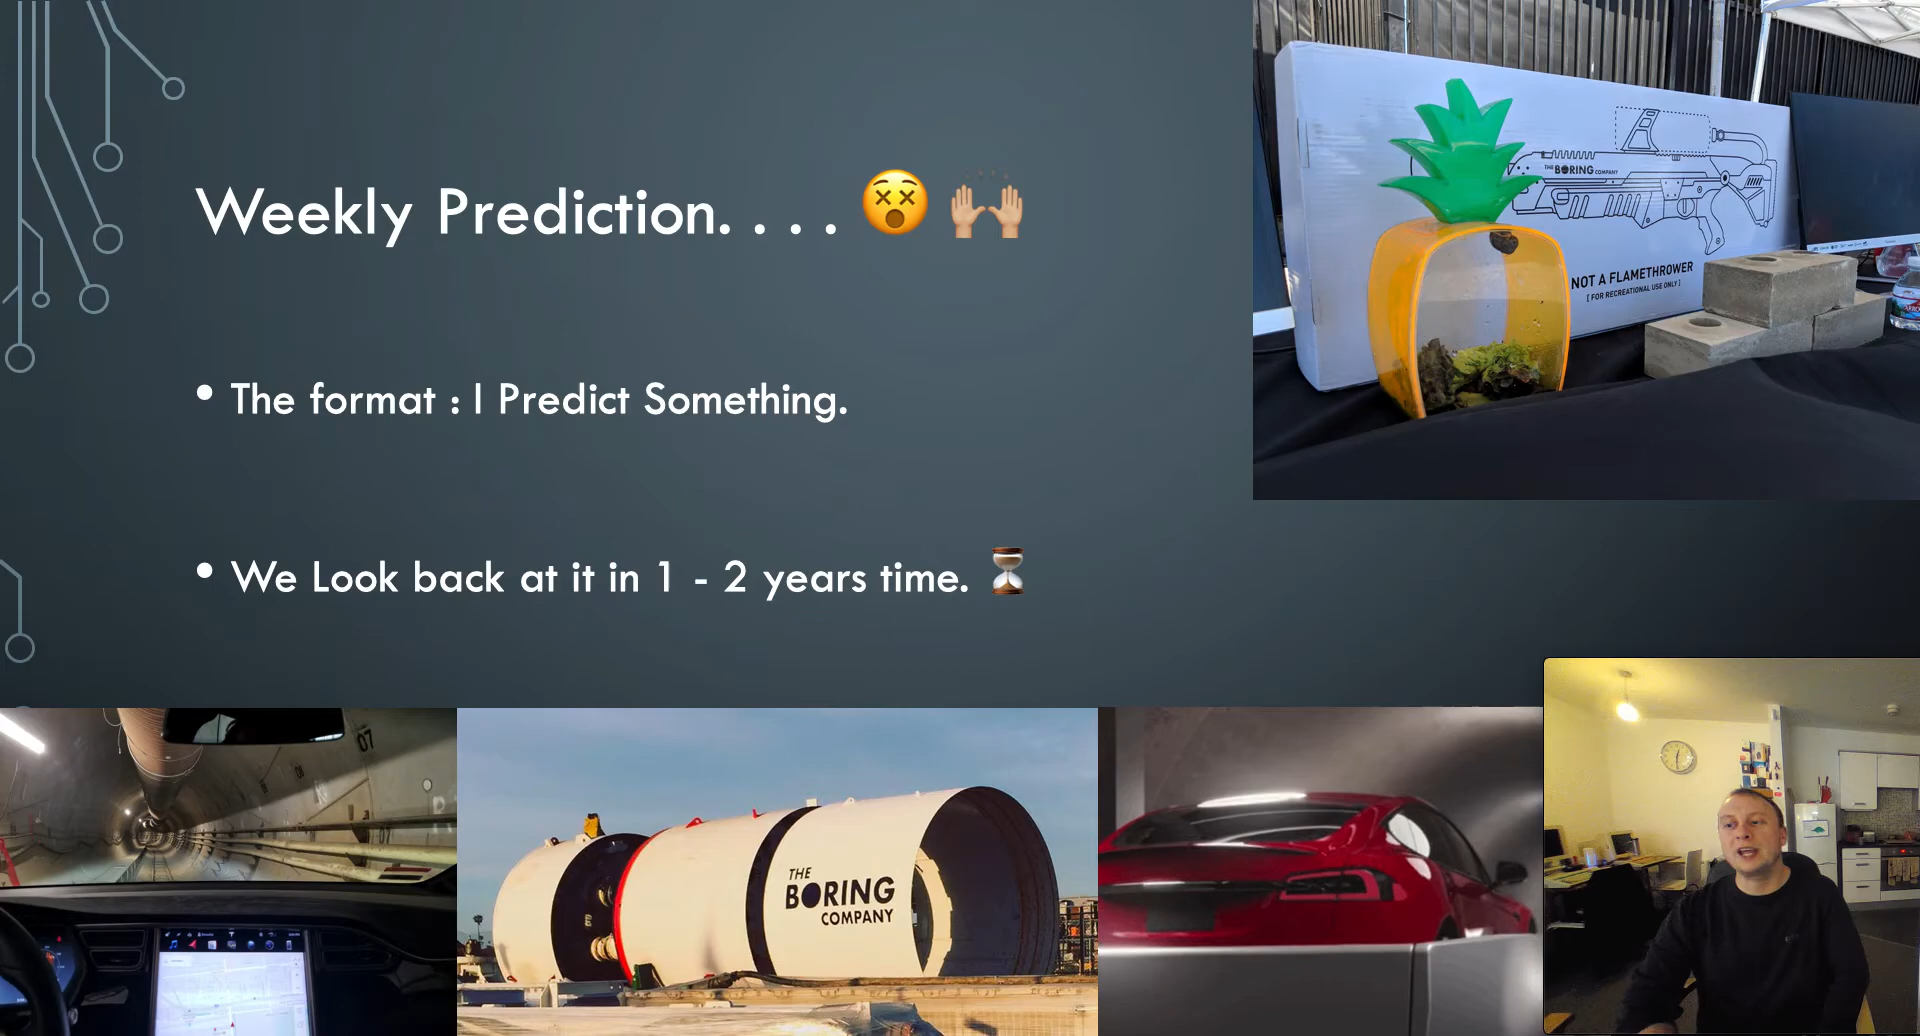 Weekly Prediction. . . . 😵 🙌🏼
• The format : I Predict Something.
• We Look back at it in 1 - 2 years time. ⏳
THE BORING COMPANY
NOT A FLAMETHROWER
[ FOR RECREATIONAL USE ONLY ]
07
THE
BORING
COMPANY